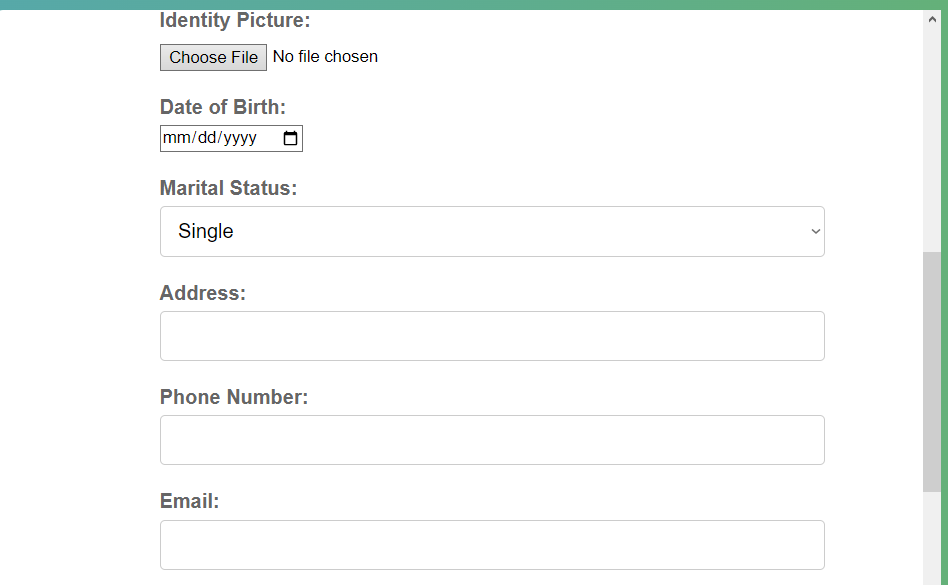 Identity Picture:
Choose File No file chosen
Date of Birth:
mm/dd/yyyy
Marital Status:
Single
Address:
Phone Number:
Email: